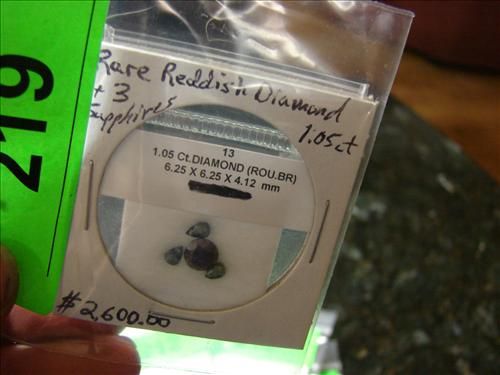 219
Rare Reddish Diamond
+ 3
Sapphires
1.05ct
13
1.05 Ct.DIAMOND (ROU.BR)
6.25 X 6.25 X 4.12 mm
#2,600.00